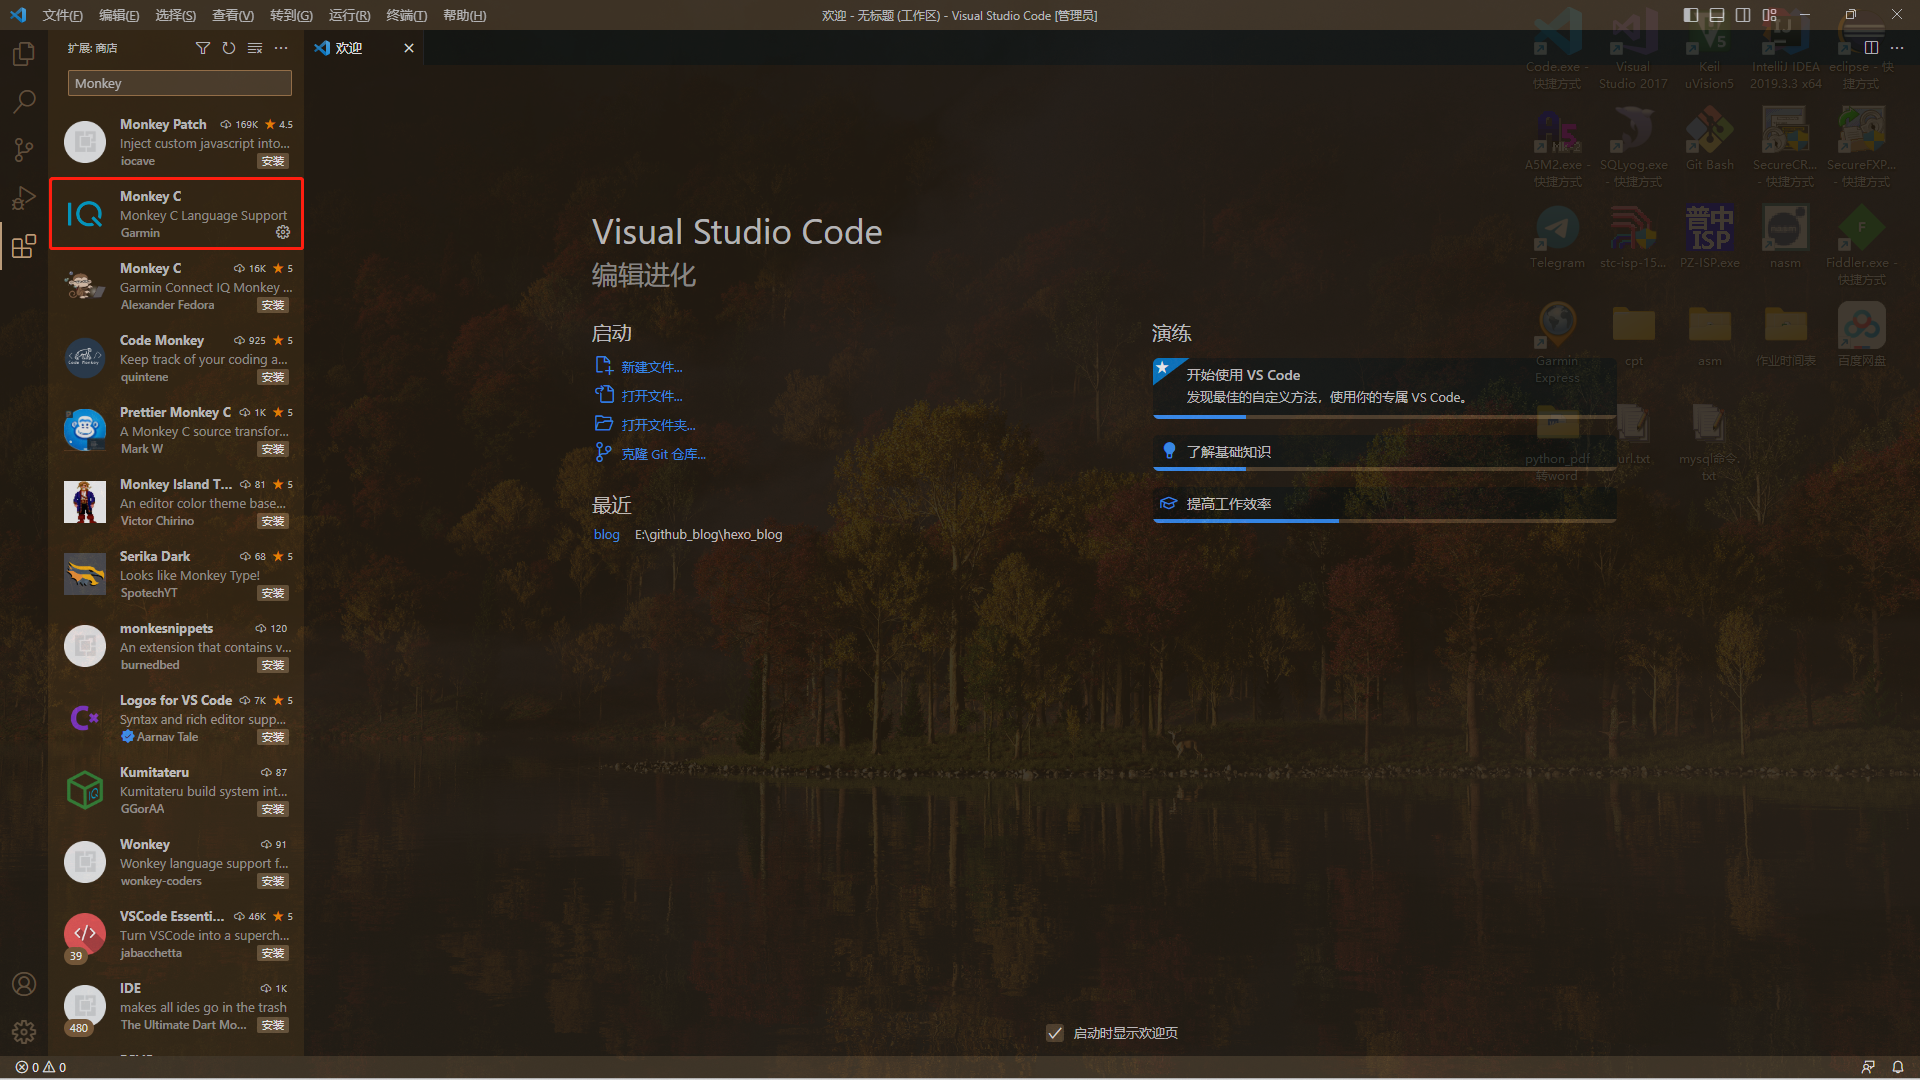 文件(F) 编辑(E) 选择(S) 查看(V) 转到(G) 运行(R) 终端(T) 帮助(H)
欢迎 - 无标题 (工作区) - Visual Studio Code [管理员]
扩展: 商店
欢迎
Monkey
Monkey Patch 169K 4.5
Inject custom javascript into...
iocave 安装
IQ
Monkey C
Monkey C Language Support
Garmin
Monkey C 16K 5
Garmin Connect IQ Monkey ...
Alexander Fedora 安装
Code Monkey 925 5
Keep track of your coding a...
quintene 安装
Prettier Monkey C 1K 5
A Monkey C source transfor...
Mark W 安装
Monkey Island T... 81 5
An editor color theme base...
Victor Chirino 安装
Serika Dark 68 5
Looks like Monkey Type!
SpotechYT 安装
monkesnippets 120
An extension that contains v...
burnedbed 安装
Logos for VS Code 7K 5
Syntax and rich editor supp...
Aarnav Tale 安装
Kumitateru 87
Kumitateru build system int...
GGorAA 安装
Wonkey 91
Wonkey language support f...
wonkey-coders 安装
VSCode Essenti... 46K 5
Turn VSCode into a superch...
39 jabacchetta 安装
IDE 1K
makes all ides go in the trash
480 The Ultimate Dart Mo... 安装
Visual Studio Code
编辑进化
启动
新建文件...
打开文件...
打开文件夹...
克隆 Git 仓库...
最近
blog E:\github_blog\hexo_blog
演练
开始使用 VS Code
发现最佳的自定义方法，使用你的专属 VS Code。
了解基础知识
提高工作效率
启动时显示欢迎页
Code.exe - 快捷方式
Visual Studio 2017
Keil uVision5
IntelliJ IDEA 2019.3.3 x64
eclipse - 快捷方式
A5M2.exe - 快捷方式
SQLyog.exe - 快捷方式
Git Bash
SecureCR... - 快捷方式
SecureFXP... - 快捷方式
Telegram
stc-isp-15...
普中 ISP
PZ-ISP.exe
nasm
Fiddler.exe - 快捷方式
Garmin Express
cpt
asm
作业时间表
百度网盘
python_pdf转word
url.txt
mysql命令.txt
0 0